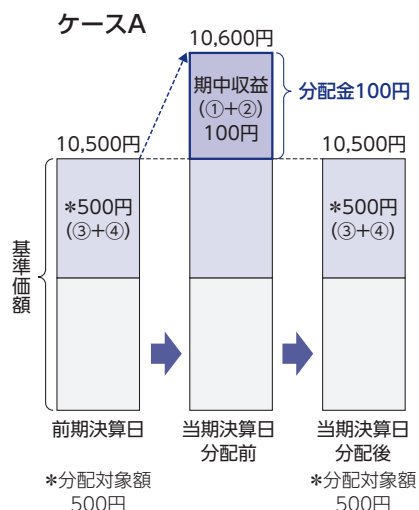 ケースA
10,600円
期中収益
(①+②)
100円
分配金100円
10,500円
10,500円
*500円
(③+④)
*500円
(③+④)
基準価額
前期決算日
当期決算日
分配前
当期決算日
分配後
*分配対象額
500円
*分配対象額
500円